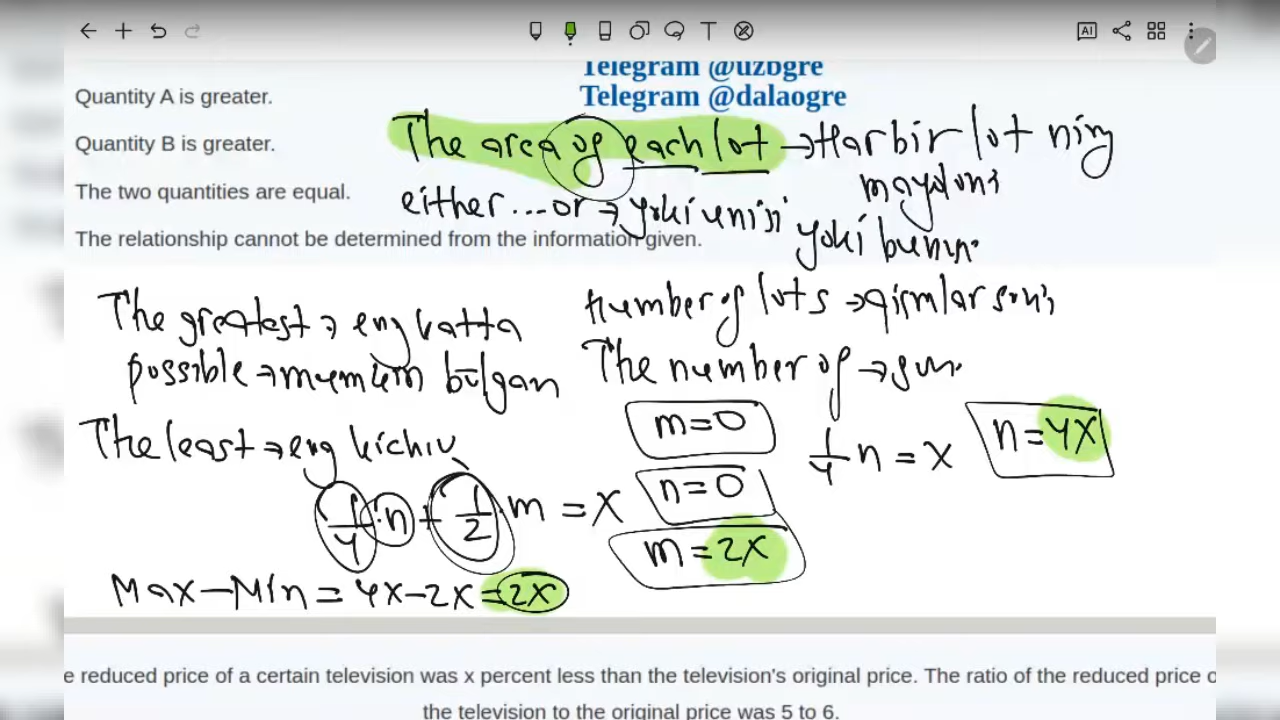 Telegram @uzbgre
Quantity A is greater.
Telegram @dalaogre
Quantity B is greater.
The area of each lot → Har bir lot ning
maydoni
The two quantities are equal.
either...or → yoki unisi yoki bunisi
The relationship cannot be determined from the information given.
The greatest → eng katta
number of lots → qismlar soni
possible → mumkin bo'lgan
The number of → soni
The least → eng kichik
m=0
1/4 n = x
n=4x
1/4 · n + 1/2 · m = x
n=0
m=2x
Max-Min = 4x-2x=2x
e reduced price of a certain television was x percent less than the television's original price. The ratio of the reduced price o
the television to the original price was 5 to 6.